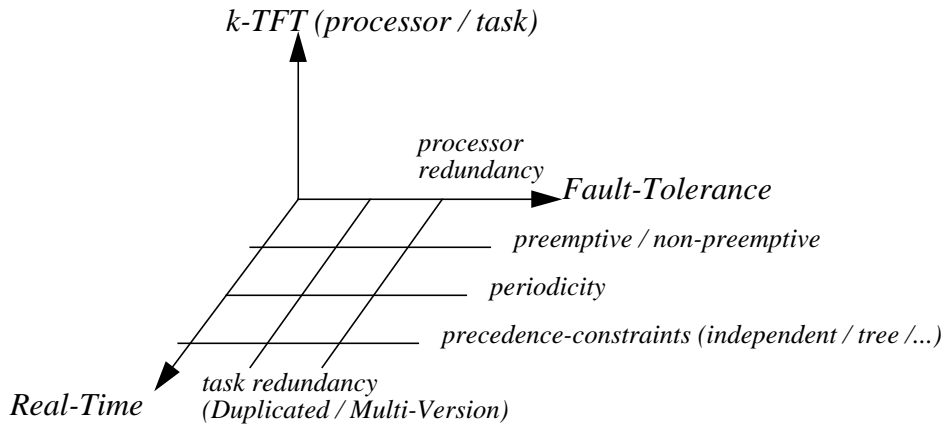 k-TFT (processor / task)
processor
redundancy
Fault-Tolerance
preemptive / non-preemptive
periodicity
precedence-constraints (independent / tree /...)
task redundancy
(Duplicated / Multi-Version)
Real-Time